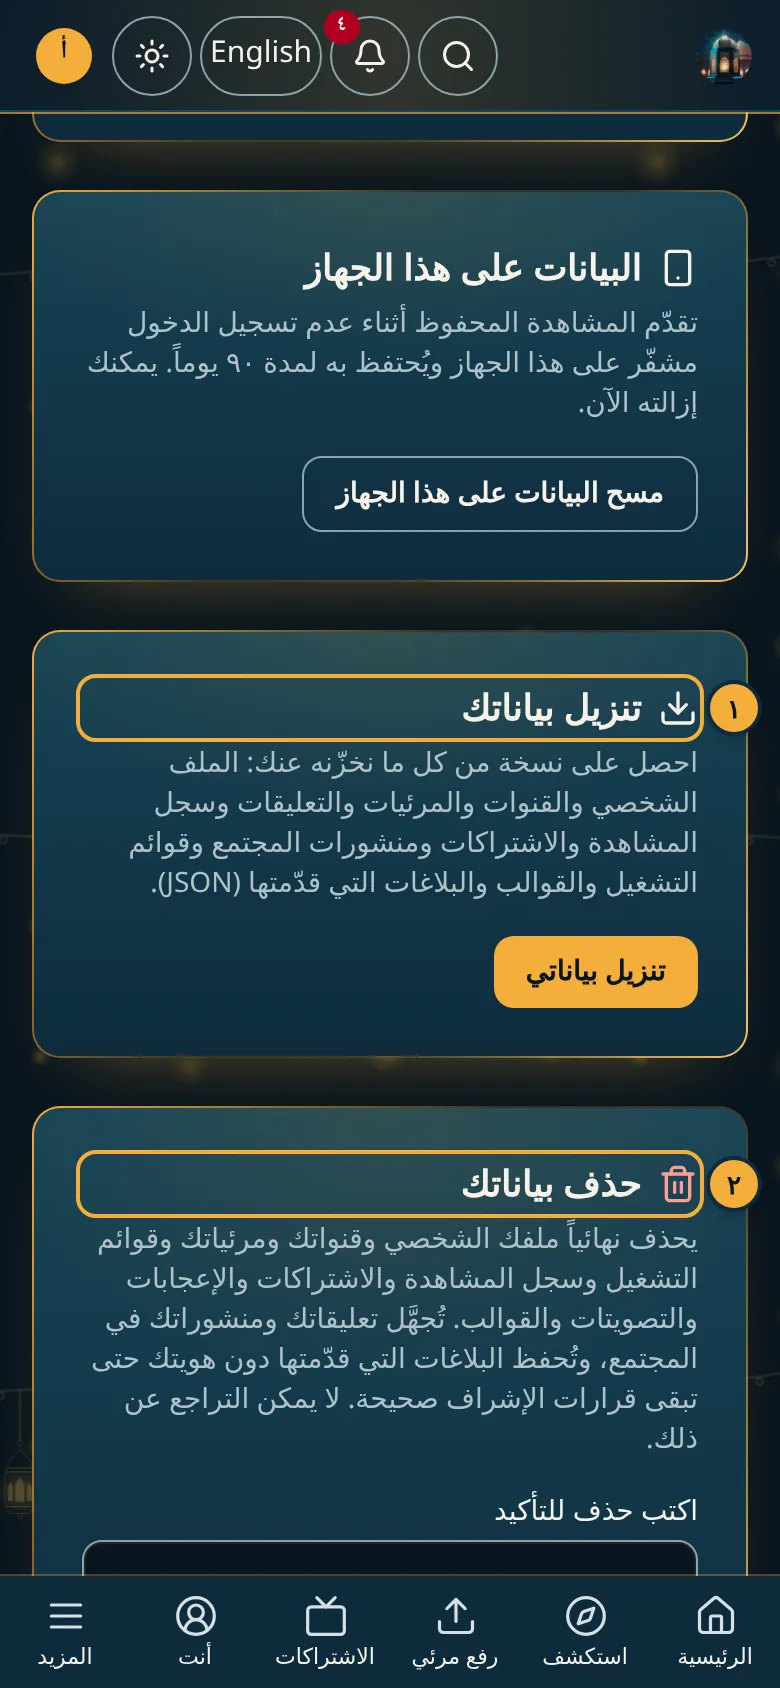 أ
English
٤
البيانات على هذا الجهاز
تقدّم المشاهدة المحفوظ أثناء عدم تسجيل الدخول
مشفّر على هذا الجهاز ويُحتفظ به لمدة ٩٠ يوماً. يمكنك
إزالته الآن.
مسح البيانات على هذا الجهاز
١
تنزيل بياناتك
احصل على نسخة من كل ما نخزّنه عنك: الملف
الشخصي والقنوات والمرئيات والتعليقات وسجل
المشاهدة والاشتراكات ومنشورات المجتمع وقوائم
التشغيل والقوالب والبلاغات التي قدّمتها (JSON).
تنزيل بياناتي
٢
حذف بياناتك
يحذف نهائياً ملفك الشخصي وقنواتك ومرئياتك وقوائم
التشغيل وسجل المشاهدة والاشتراكات والإعجابات
والتصويتات والقوالب. تُجهَّل تعليقاتك ومنشوراتك في
المجتمع، وتُحفظ البلاغات التي قدّمتها دون هويتك حتى
تبقى قرارات الإشراف صحيحة. لا يمكن التراجع عن
ذلك.
اكتب حذف للتأكيد
الرئيسية
استكشف
رفع مرئي
الاشتراكات
أنت
المزيد